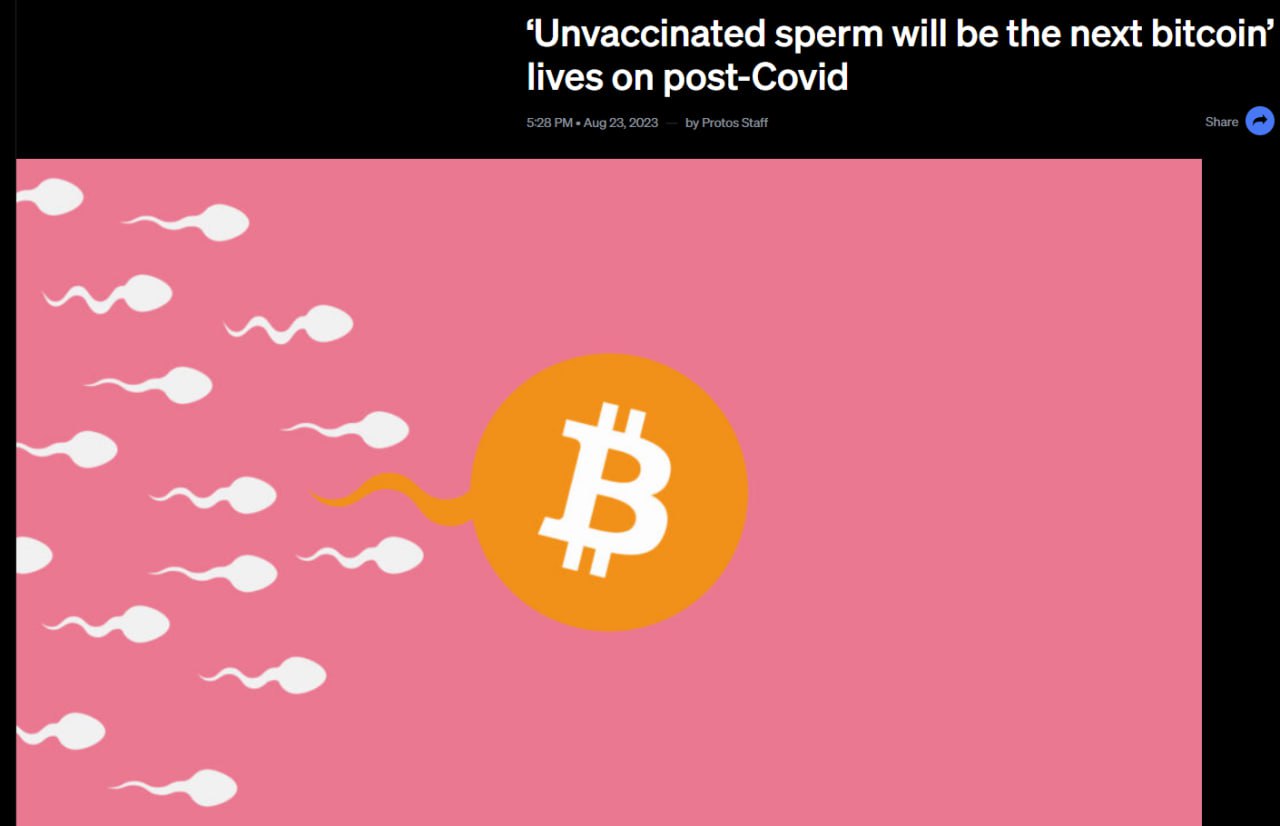 ‘Unvaccinated sperm will be the next bitcoin’
lives on post-Covid
5:28 PM • Aug 23, 2023 — by Protos Staff
Share